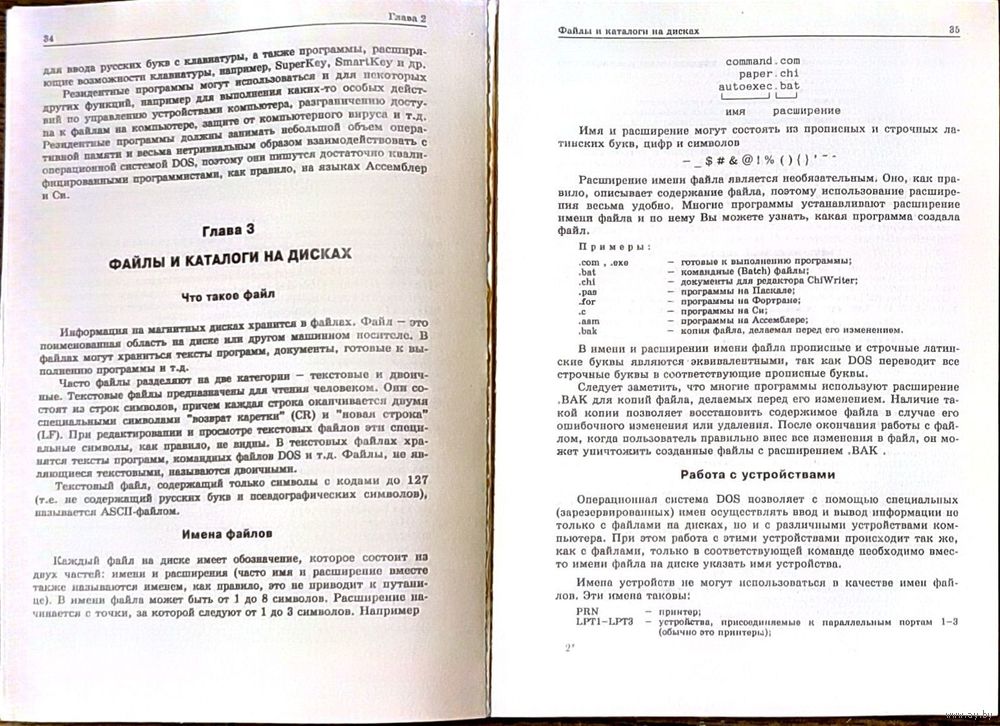 34
Глава 2
для ввода русских букв с клавиатуры, а также программы, расширя-
ющие возможности клавиатуры, например, SuperKey, SmartKey и др.
Резидентные программы могут использоваться и для некоторых
других функций, например для выполнения каких-то особых дейст-
вий по управлению устройствами компьютера, разграничению досту-
па к файлам на компьютере, защите от компьютерного вируса и т.д.
Резидентные программы должны занимать небольшой объем опера-
тивной памяти и весьма нетривиальным образом взаимодействовать с
операционной системой DOS, поэтому они пишутся достаточно квали-
фицированными программистами, как правило, на языках Ассемблер
и Си.
Глава 3
ФАЙЛЫ И КАТАЛОГИ НА ДИСКАХ
Что такое файл
Информация на магнитных дисках хранится в файлах. Файл — это
поименованная область на диске или другом машинном носителе. В
файлах могут храниться тексты программ, документы, готовые к вы-
полнению программы и т.д.
Часто файлы разделяют на две категории — текстовые и двоич-
ные. Текстовые файлы предназначены для чтения человеком. Они со-
стоят из строк символов, причем каждая строка оканчивается двумя
специальными символами "возврат каретки" (CR) и "новая строка"
(LF). При редактировании и просмотре текстовых файлов эти специ-
альные символы, как правило, не видны. В текстовых файлах хра-
нятся тексты программ, командных файлов DOS и т.д. Файлы, не яв-
ляющиеся текстовыми, называются двоичными.
Текстовый файл, содержащий только символы с кодами до 127
(т.е. не содержащий русских букв и псевдографических символов),
называется ASCII-файлом.
Имена файлов
Каждый файл на диске имеет обозначение, которое состоит из
двух частей: имени и расширения (часто имя и расширение вместе
также называются именем, как правило, это не приводит к путани-
це). В имени файла может быть от 1 до 8 символов. Расширение на-
чинается с точки, за которой следуют от 1 до 3 символов. Например
Файлы и каталоги на дисках
35
command.com
paper.chi
autoexec.bat
имя расширение
Имя и расширение могут состоять из прописных и строчных ла-
тинских букв, цифр и символов
— _ $ # & @ ! % ( ) { } ' ~ ^
Расширение имени файла является необязательным. Оно, как пра-
вило, описывает содержание файла, поэтому использование расшире-
ния весьма удобно. Многие программы устанавливают расширение
имени файла и по нему Вы можете узнать, какая программа создала
файл.
Примеры:
.com , .exe — готовые к выполнению программы;
.bat — командные (Batch) файлы;
.chi — документы для редактора ChiWriter;
.pas — программы на Паскале;
.for — программы на Фортране;
.c — программы на Си;
.asm — программы на Ассемблере;
.bak — копия файла, делаемая перед его изменением.
В имени и расширении имени файла прописные и строчные латин-
ские буквы являются эквивалентными, так как DOS переводит все
строчные буквы в соответствующие прописные буквы.
Следует заметить, что многие программы используют расширение
.BAK для копий файла, делаемых перед его изменением. Наличие та-
кой копии позволяет восстановить содержимое файла в случае его
ошибочного изменения или удаления. После окончания работы с фай-
лом, когда пользователь правильно внес все изменения в файл, он мо-
жет уничтожить созданные файлы с расширением .BAK .
Работа с устройствами
Операционная система DOS позволяет с помощью специальных
(зарезервированных) имен осуществлять ввод и вывод информации не
только с файлами на дисках, но и с различными устройствами ком-
пьютера. При этом работа с этими устройствами происходит так же,
как с файлами, только в соответствующей команде необходимо вмес-
то имени файла на диске указать имя устройства.
Имена устройств не могут использоваться в качестве имен фай-
лов. Эти имена таковы:
PRN — принтер;
LPT1—LPT3 — устройства, присоединяемые к параллельным портам 1—3
(обычно это принтеры);
2*
www.ay.by